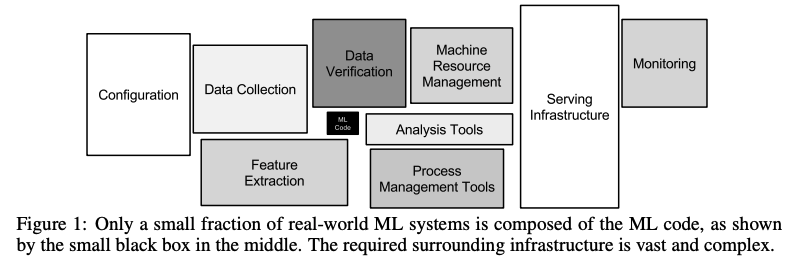 Configuration
Data Collection
Data
Verification
Machine
Resource
Management
Monitoring
Serving
Infrastructure
ML
Code
Analysis Tools
Feature
Extraction
Process
Management Tools
Figure 1: Only a small fraction of real-world ML systems is composed of the ML code, as shown
by the small black box in the middle. The required surrounding infrastructure is vast and complex.